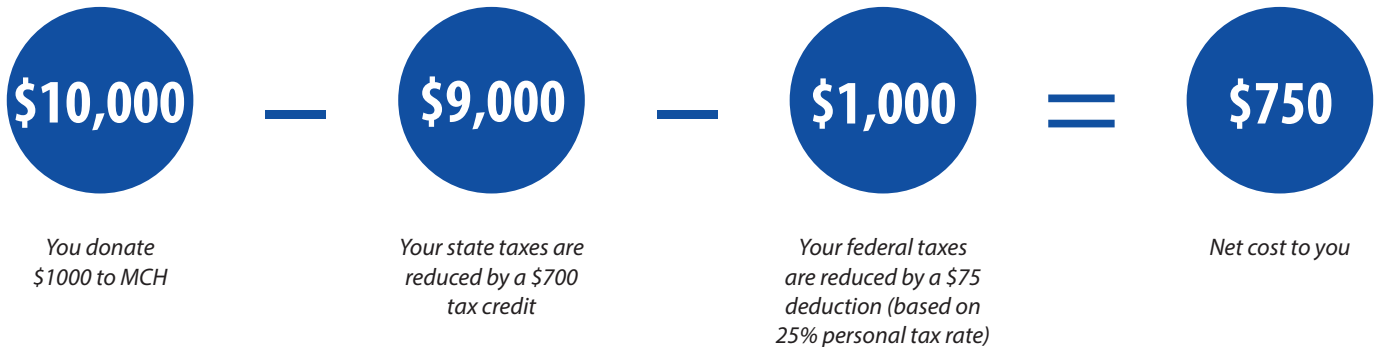 $10,000
$9,000
$1,000
$750
You donate
$1000 to MCH
Your state taxes are
reduced by a $700
tax credit
Your federal taxes
are reduced by a $75
deduction (based on
25% personal tax rate)
Net cost to you